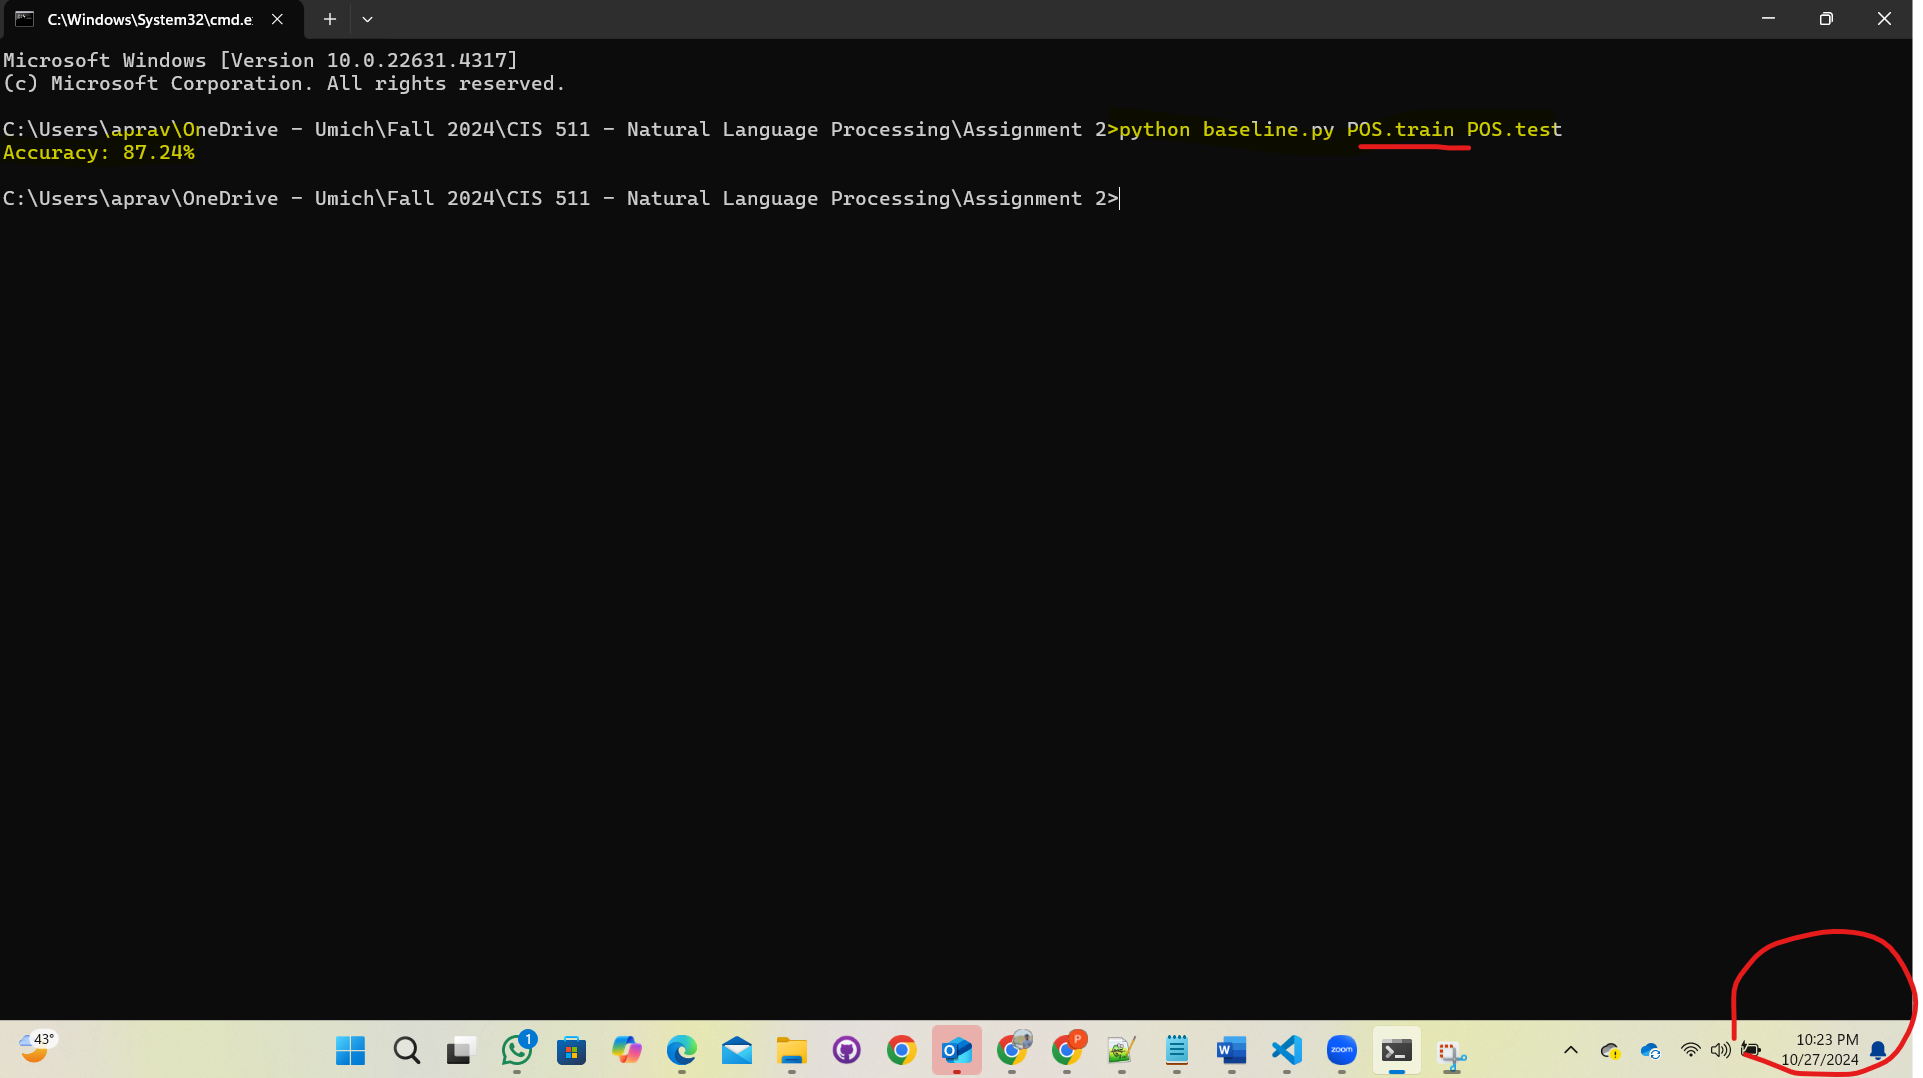 C:\Windows\System32\cmd.e
Microsoft Windows [Version 10.0.22631.4317]
(c) Microsoft Corporation. All rights reserved.
C:\Users\aprav\OneDrive - Umich\Fall 2024\CIS 511 - Natural Language Processing\Assignment 2>python baseline.py POS.train POS.test
Accuracy: 87.24%
C:\Users\aprav\OneDrive - Umich\Fall 2024\CIS 511 - Natural Language Processing\Assignment 2>
43°
1
P
zoom
10:23 PM
10/27/2024